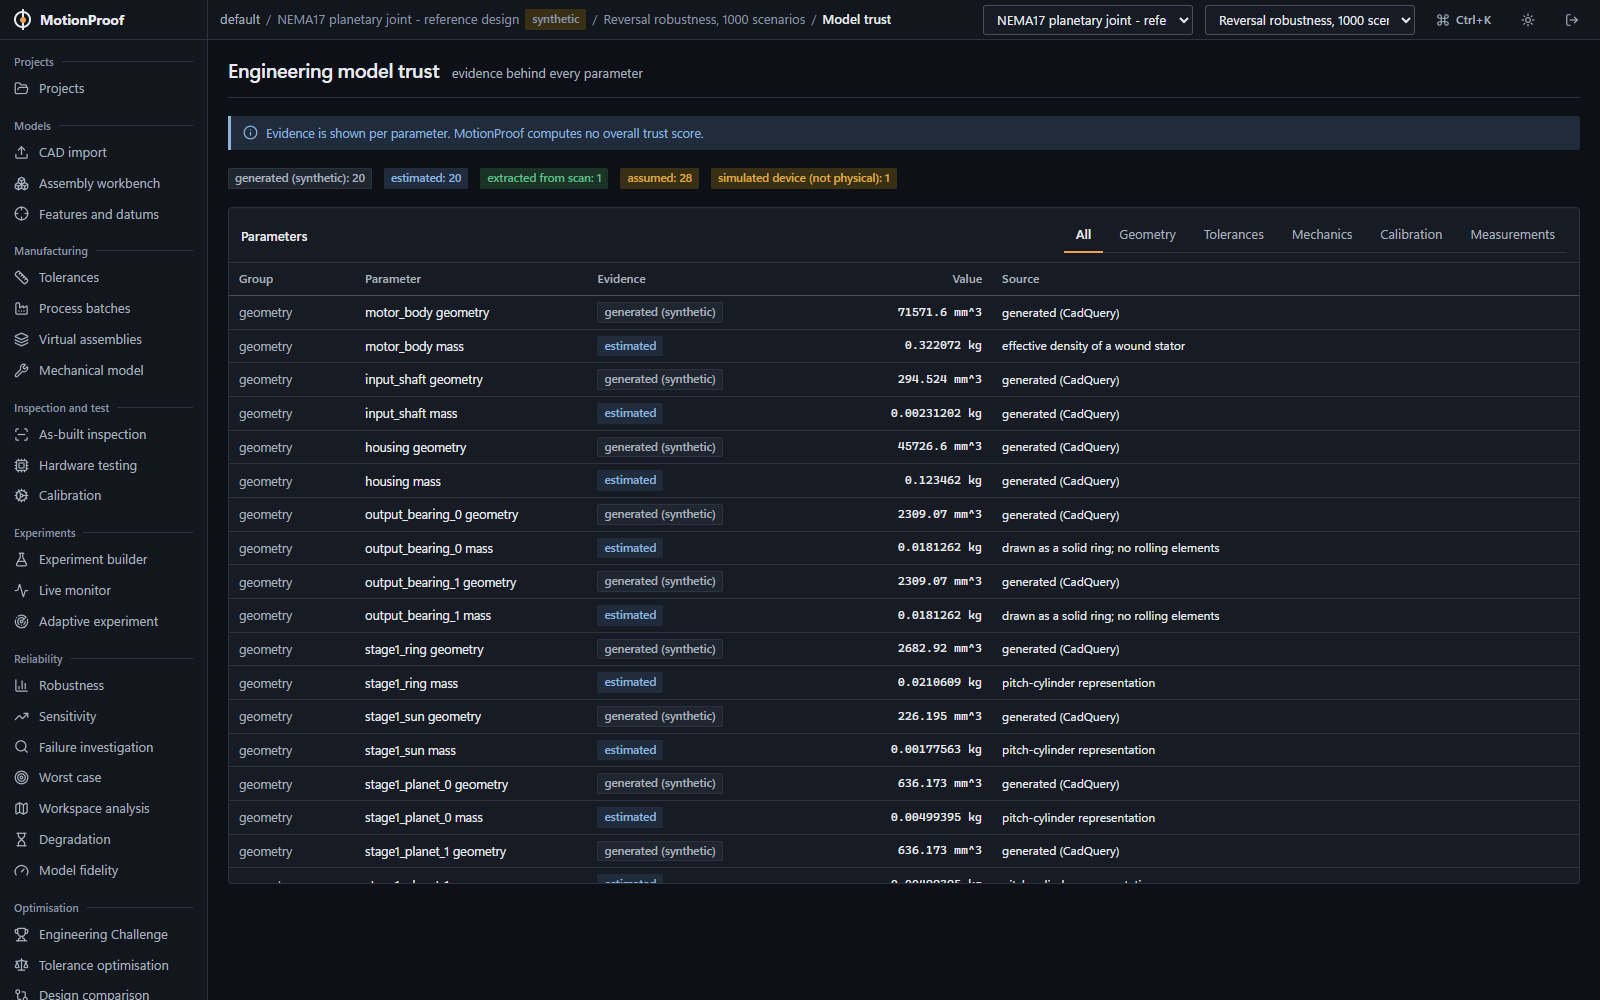 MotionProof
default / NEMA17 planetary joint - reference design synthetic / Reversal robustness, 1000 scenarios / Model trust
NEMA17 planetary joint - refe
Reversal robustness, 1000 scer
Ctrl+K
Projects
Projects
Models
CAD import
Assembly workbench
Features and datums
Manufacturing
Tolerances
Process batches
Virtual assemblies
Mechanical model
Inspection and test
As-built inspection
Hardware testing
Calibration
Experiments
Experiment builder
Live monitor
Adaptive experiment
Reliability
Robustness
Sensitivity
Failure investigation
Worst case
Workspace analysis
Degradation
Model fidelity
Optimisation
Engineering Challenge
Tolerance optimisation
Design comparison
Engineering model trust evidence behind every parameter
Evidence is shown per parameter. MotionProof computes no overall trust score.
generated (synthetic): 20 estimated: 20 extracted from scan: 1 assumed: 28 simulated device (not physical): 1
Parameters
All Geometry Tolerances Mechanics Calibration Measurements
Group Parameter Evidence Value Source
geometry motor_body geometry generated (synthetic) 71571.6 mm^3 generated (CadQuery)
geometry motor_body mass estimated 0.322072 kg effective density of a wound stator
geometry input_shaft geometry generated (synthetic) 294.524 mm^3 generated (CadQuery)
geometry input_shaft mass estimated 0.00231202 kg generated (CadQuery)
geometry housing geometry generated (synthetic) 45726.6 mm^3 generated (CadQuery)
geometry housing mass estimated 0.123462 kg generated (CadQuery)
geometry output_bearing_0 geometry generated (synthetic) 2309.07 mm^3 generated (CadQuery)
geometry output_bearing_0 mass estimated 0.0181262 kg drawn as a solid ring; no rolling elements
geometry output_bearing_1 geometry generated (synthetic) 2309.07 mm^3 generated (CadQuery)
geometry output_bearing_1 mass estimated 0.0181262 kg drawn as a solid ring; no rolling elements
geometry stage1_ring geometry generated (synthetic) 2682.92 mm^3 generated (CadQuery)
geometry stage1_ring mass estimated 0.0210609 kg pitch-cylinder representation
geometry stage1_sun geometry generated (synthetic) 226.195 mm^3 generated (CadQuery)
geometry stage1_sun mass estimated 0.00177563 kg pitch-cylinder representation
geometry stage1_planet_0 geometry generated (synthetic) 636.173 mm^3 generated (CadQuery)
geometry stage1_planet_0 mass estimated 0.00499395 kg pitch-cylinder representation
geometry stage1_planet_1 geometry generated (synthetic) 636.173 mm^3 generated (CadQuery)